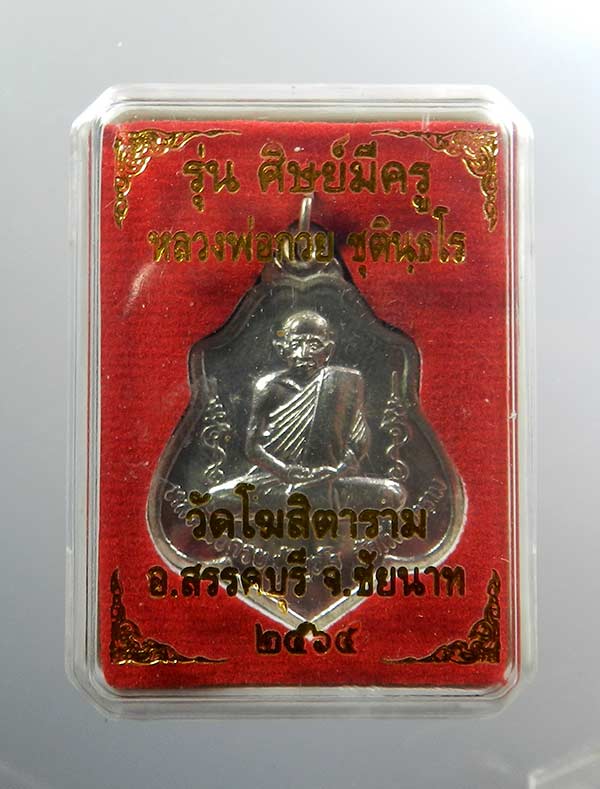 รุ่น ศิษย์มีครู
หลวงพ่อกวย ชุตินฺธโร
วัดโฆสิตาราม
อ.สรรคบุรี จ.ชัยนาท
๒๕๖๔